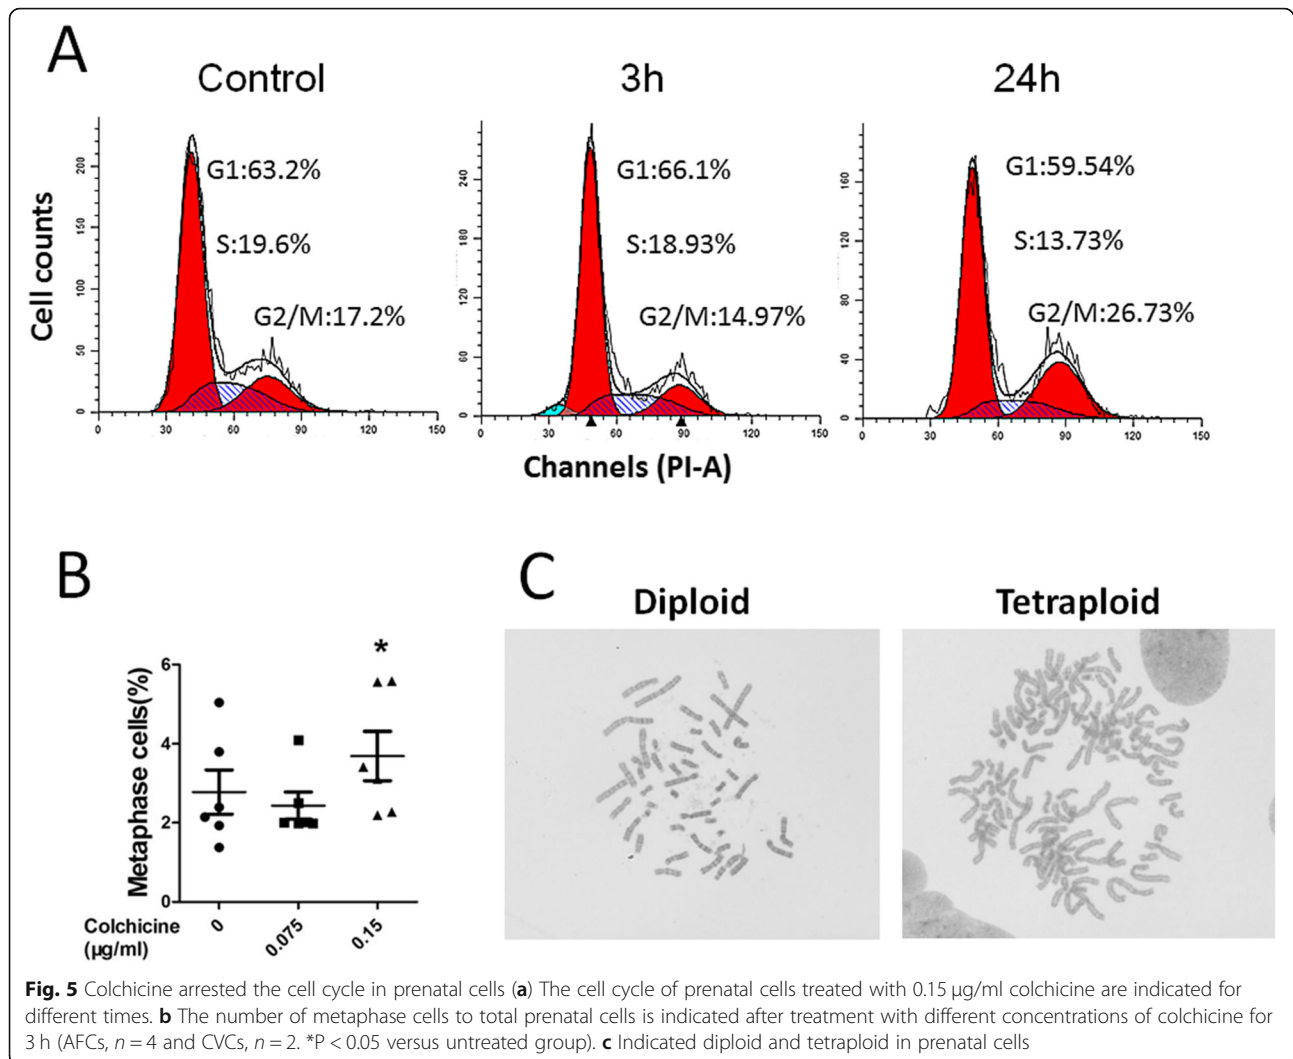 A
Control
3h
24h
G1:63.2%
S:19.6%
G2/M:17.2%
G1:66.1%
S:18.93%
G2/M:14.97%
G1:59.54%
S:13.73%
G2/M:26.73%
Cell counts
200
150
100
50
0
0 30 60 90 120 150
240
180
120
60
0
0 30 60 90 120 150
160
120
80
40
0
0 30 60 90 120 150
Channels (PI-A)
B
Metaphase cells(%)
6
4
2
0
*
Colchicine
(μg/ml)
0 0.075 0.15
C
Diploid
Tetraploid
Fig. 5 Colchicine arrested the cell cycle in prenatal cells (a) The cell cycle of prenatal cells treated with 0.15 μg/ml colchicine are indicated for
different times. b The number of metaphase cells to total prenatal cells is indicated after treatment with different concentrations of colchicine for
3 h (AFCs, n = 4 and CVCs, n = 2. *P < 0.05 versus untreated group). c Indicated diploid and tetraploid in prenatal cells